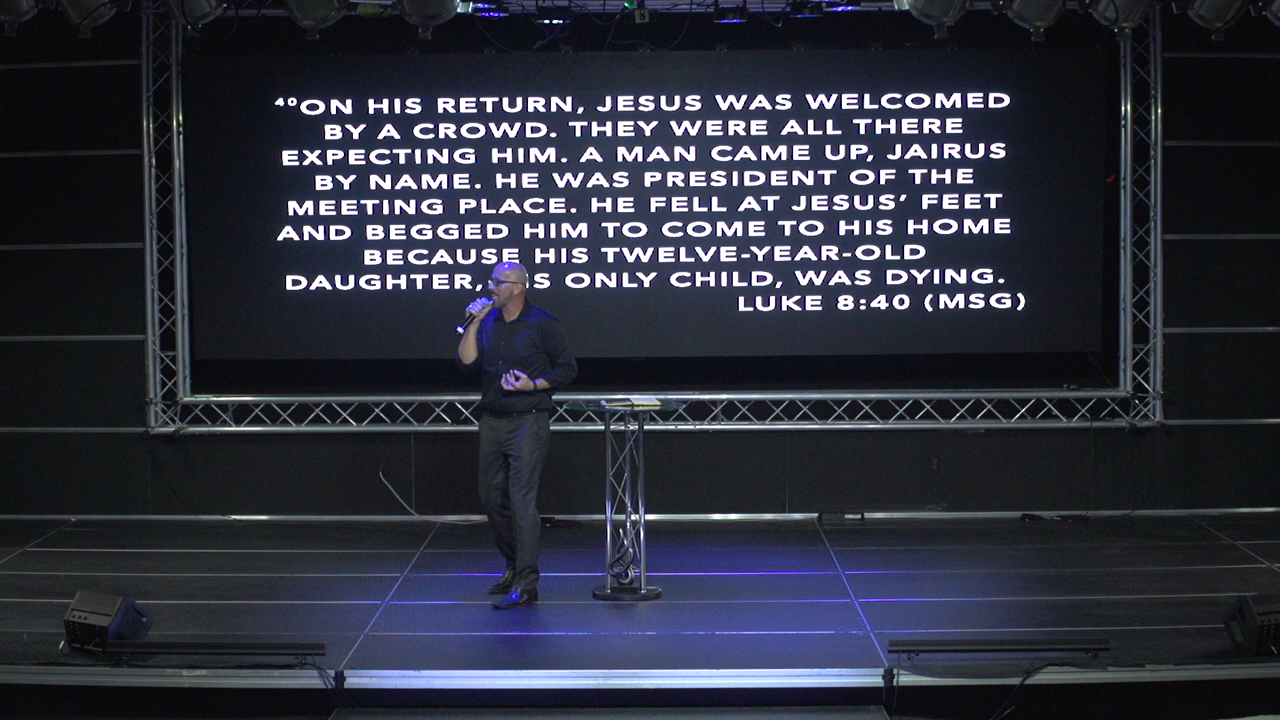 ⁴⁰ON HIS RETURN, JESUS WAS WELCOMED
BY A CROWD. THEY WERE ALL THERE
EXPECTING HIM. A MAN CAME UP, JAIRUS
BY NAME. HE WAS PRESIDENT OF THE
MEETING PLACE. HE FELL AT JESUS' FEET
AND BEGGED HIM TO COME TO HIS HOME
BECAUSE HIS TWELVE-YEAR-OLD
DAUGHTER, IS ONLY CHILD, WAS DYING.
LUKE 8:40 (MSG)